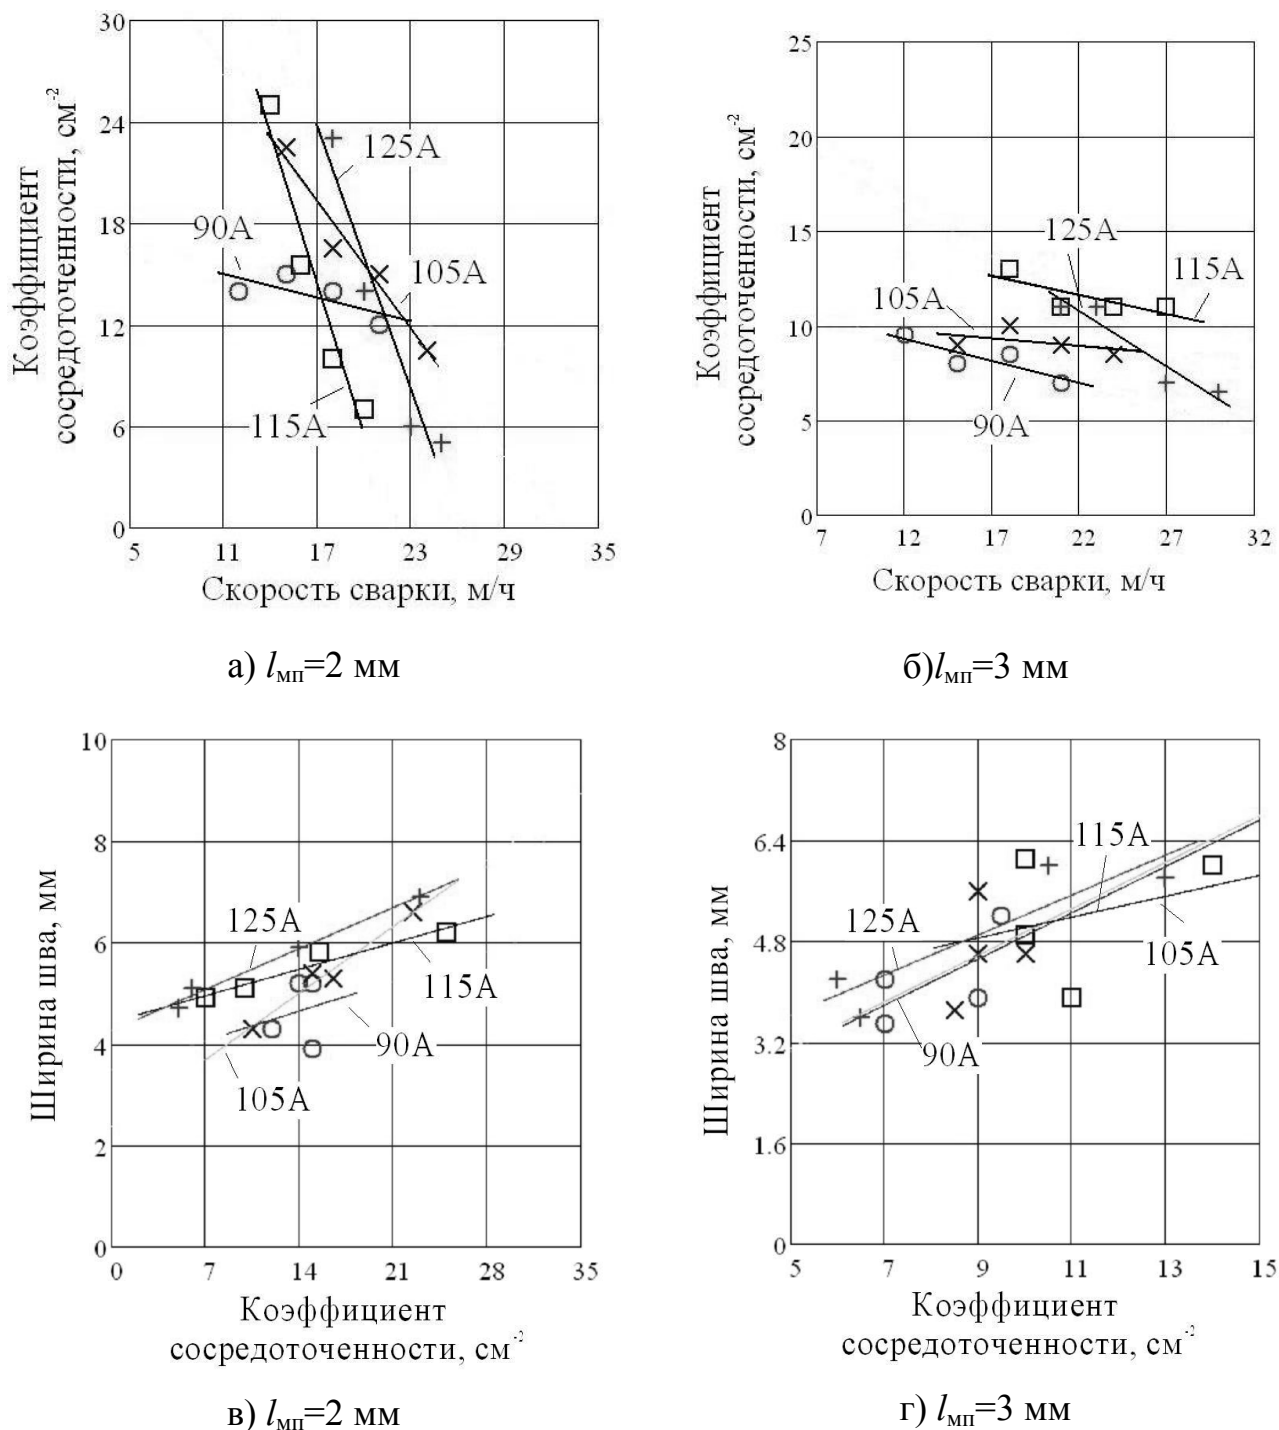 Коэффициент
сосредоточенности, см⁻²
30
24
18
12
6
0
125А
90А
105А
115А
5 11 17 23 29 35
Скорость сварки, м/ч
а) lмп=2 мм
Коэффициент
сосредоточенности, см⁻²
25
20
15
10
5
0
125А
115А
105А
90А
7 12 17 22 27 32
Скорость сварки, м/ч
б)lмп=3 мм
Ширина шва, мм
10
8
6
4
2
0
125А
115А
90А
105А
0 7 14 21 28 35
Коэффициент
сосредоточенности, см⁻²
в) lмп=2 мм
Ширина шва, мм
8
6.4
4.8
3.2
1.6
0
115А
125А
105А
90А
5 7 9 11 13 15
Коэффициент
сосредоточенности, см⁻²
г) lмп=3 мм